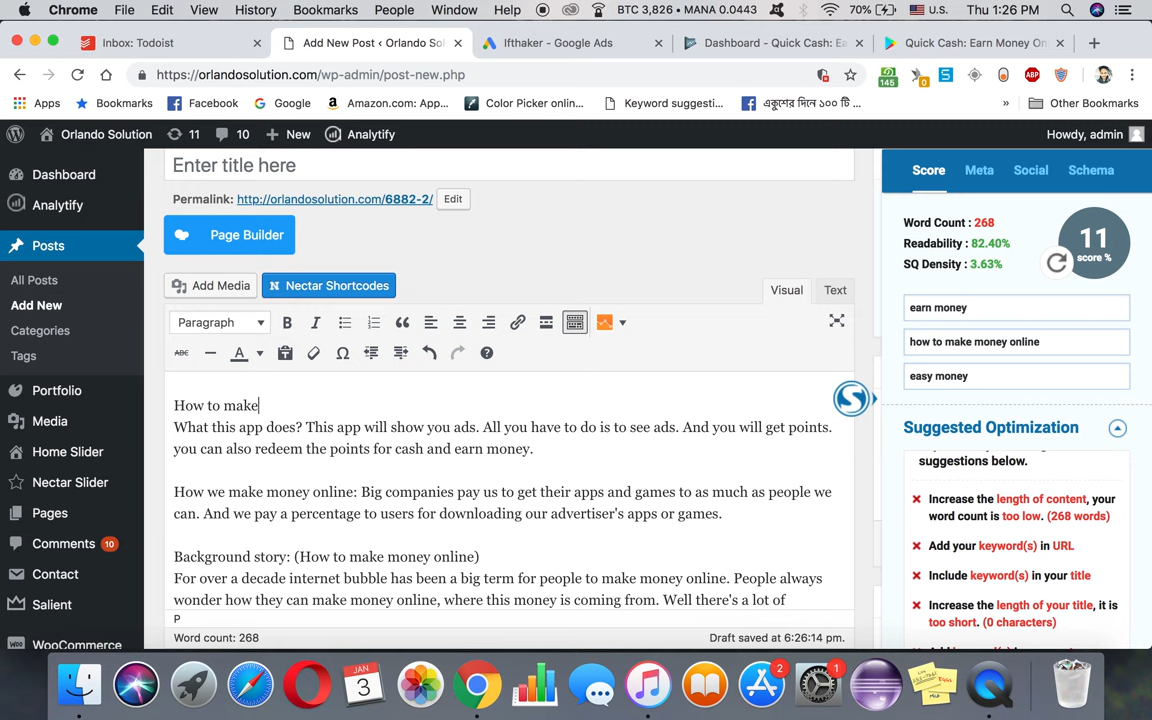 Chrome File Edit View History Bookmarks People Window Help BTC 3,826 • MANA 0.0443 70% U.S. Thu 1:26 PM
Inbox: Todoist × Add New Post ‹ Orlando Sol × Ifthaker - Google Ads × Dashboard - Quick Cash: Ea × Quick Cash: Earn Money On × +
https://orlandosolution.com/wp-admin/post-new.php 145 0 S ABP
Apps Bookmarks Facebook Google Amazon.com: App... Color Picker onlin... Keyword suggesti... একুশের দিনে ১০০ টি ... » Other Bookmarks
Orlando Solution 11 10 New Analytify Howdy, admin
Dashboard
Analytify
Posts
All Posts
Add New
Categories
Tags
Portfolio
Media
Home Slider
Nectar Slider
Pages
Comments 10
Contact
Salient
WooCommerce
Enter title here
Permalink: http://orlandosolution.com/6882-2/ Edit
Page Builder
Add Media N Nectar Shortcodes Visual Text
Paragraph B I
ABC A Ω
How to make
What this app does? This app will show you ads. All you have to do is to see ads. And you will get points.
you can also redeem the points for cash and earn money.
How we make money online: Big companies pay us to get their apps and games to as much as people we
can. And we pay a percentage to users for downloading our advertiser's apps or games.
Background story: (How to make money online)
For over a decade internet bubble has been a big term for people to make money online. People always
wonder how they can make money online, where this money is coming from. Well there's a lot of
P
Word count: 268 Draft saved at 6:26:14 pm.
Score Meta Social Schema
Word Count : 268
Readability : 82.40%
SQ Density : 3.63%
11
score %
earn money
how to make money online
easy money
S
Suggested Optimization
suggestions below.
Increase the length of content, your
word count is too low. (268 words)
Add your keyword(s) in URL
Include keyword(s) in your title
Increase the length of your title, it is
too short. (0 characters)
JAN
3
2
1